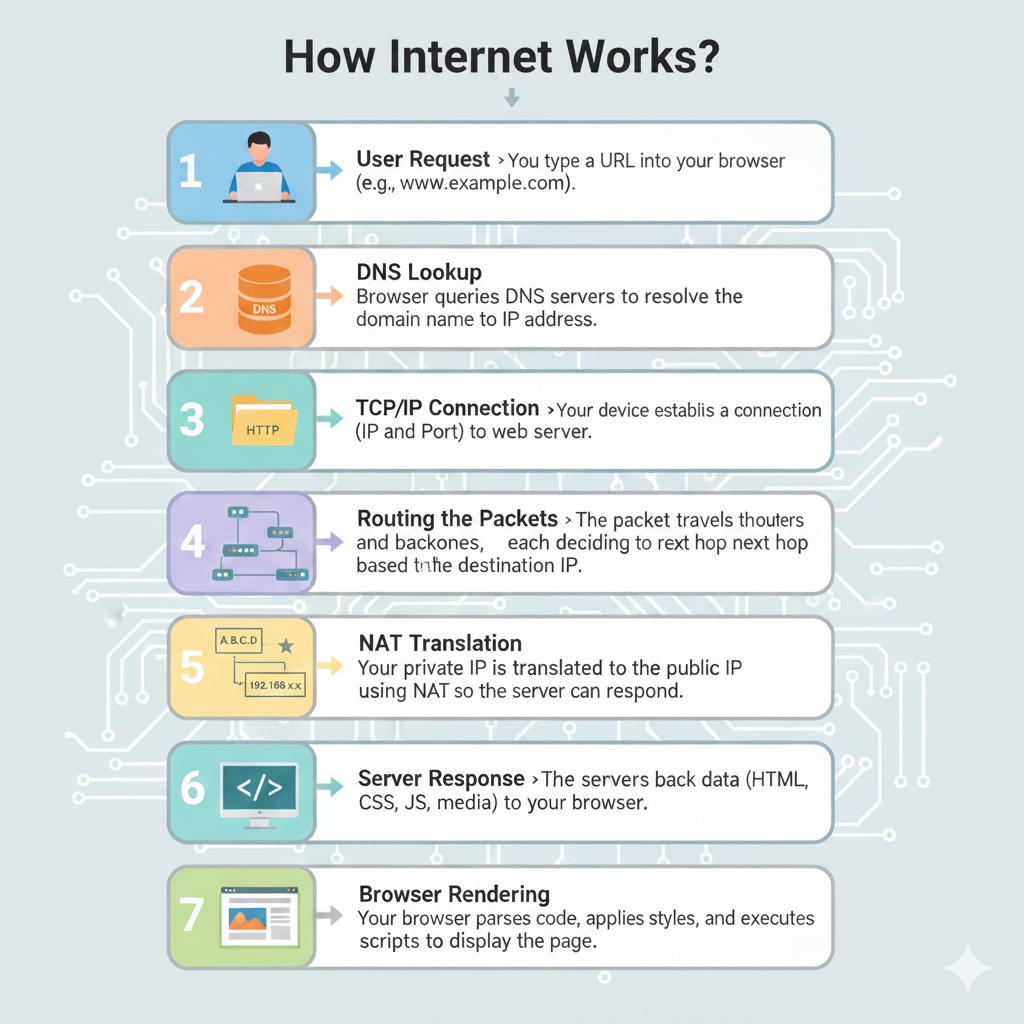 How Internet Works?
1
User Request > You type a URL into your browser
(e.g., www.example.com).
2
DNS
DNS Lookup
Browser queries DNS servers to resolve the
domain name to IP address.
3
HTTP
TCP/IP Connection > Your device establis a connection
(IP and Port) to web server.
4
Routing the Packets > The packet travels thouters
and backones, each deciding to rext hop next hop
based the destination IP.
5
A.B.C.D
192.168 x.x
NAT Translation
Your private IP is translated to the public IP
using NAT so the server can respond.
6
</>
Server Response > The servers back data (HTML,
CSS, JS, media) to your browser.
7
Browser Rendering
Your browser parses code, applies styles, and executes
scripts to display the page.